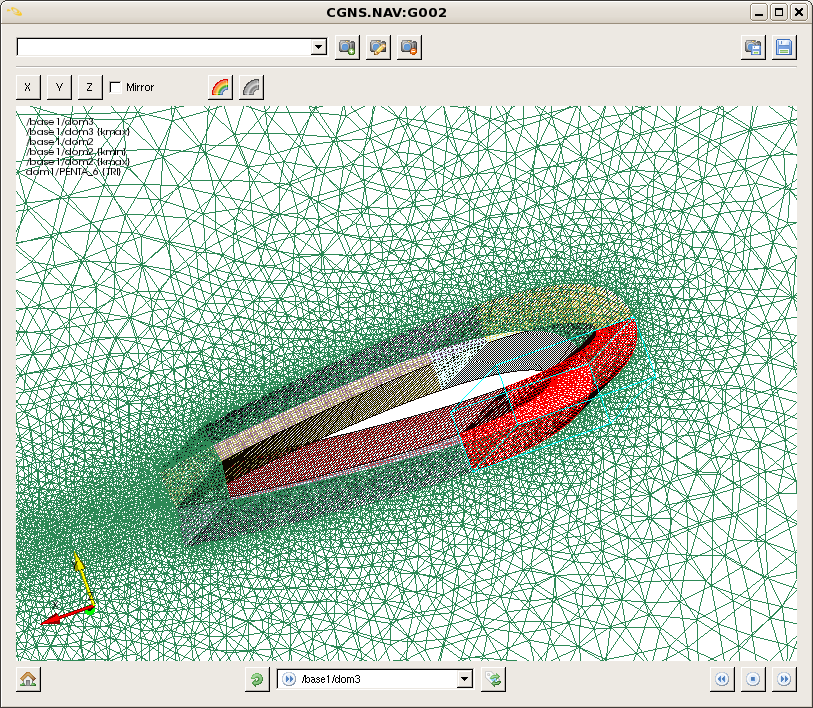 CGNS.NAV:G002
X Y Z Mirror
/base1/dom3
/base1/dom3 {kmax}
/base1/dom2
/base1/dom2 {kmin}
/base1/dom2 {kmax}
dom1/PENTA_6 {TRI}
/base1/dom3